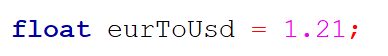 float eurToUsd = 1.21;